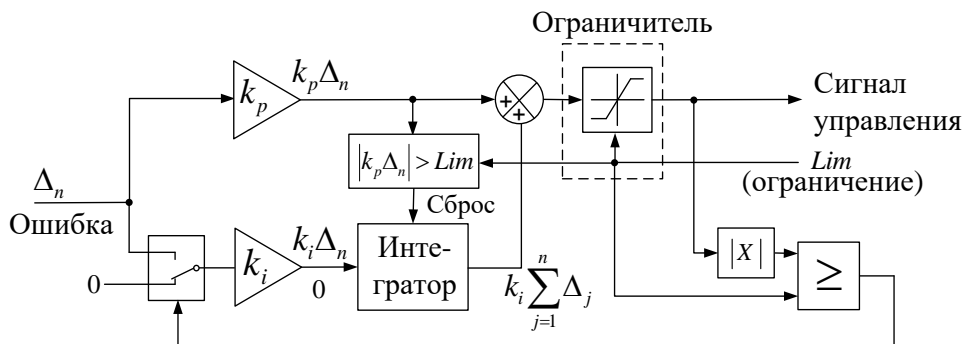 Ограничитель
k_p
k_pΔ_n
+
+
Сигнал
управления
|k_pΔ_n| > Lim
Lim
(ограничение)
Δ_n
Ошибка
Сброс
0
k_i
k_iΔ_n
0
Инте-
гратор
k_i∑_{j=1}^{n}Δ_j
|X|
≥